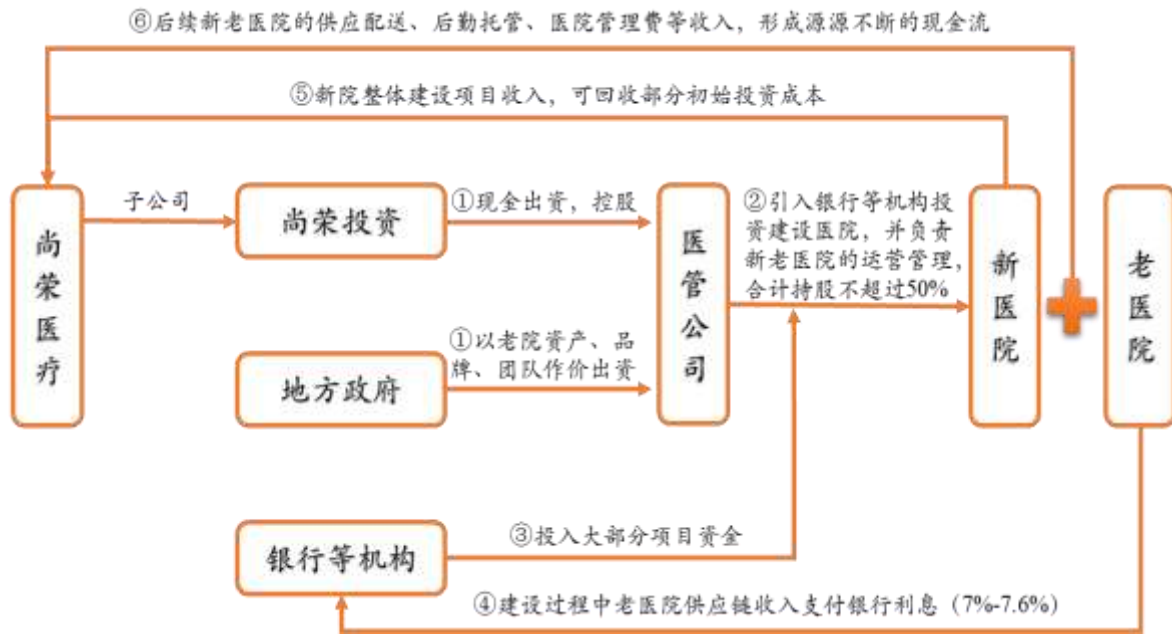 ⑥后续新老医院的供应配送、后勤托管、医院管理费等收入，形成源源不断的现金流
⑤新院整体建设项目收入，可回收部分初始投资成本
尚荣医疗
子公司
尚荣投资
①现金出资，控股
地方政府
①以老院资产、品
牌、团队作价出资
医管公司
②引入银行等机构投
资建设医院，并负责
新老医院的运营管理，
合计持股不超过50%
新医院
老医院
银行等机构
③投入大部分项目资金
④建设过程中老医院供应链收入支付银行利息（7%-7.6%）